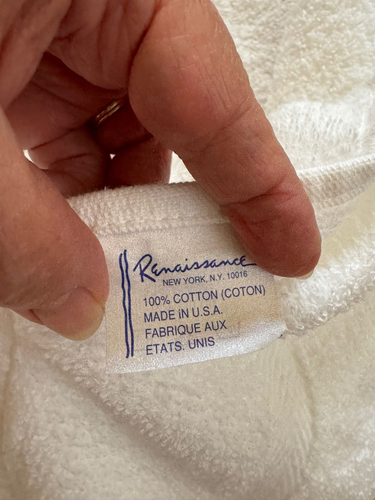 Renaissance
NEW YORK, N.Y. 10016
100% COTTON (COTON)
MADE IN U.S.A.
FABRIQUE AUX
ETATS. UNIS